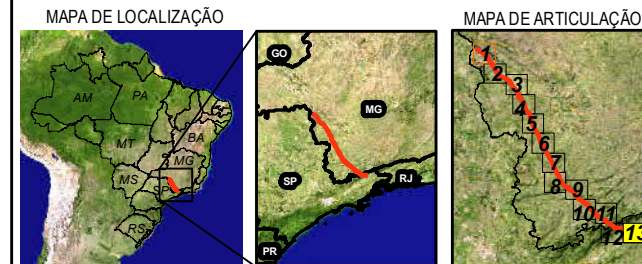 MAPA DE LOCALIZAÇÃO
AM
PA
MT
BA
MS
MG
SP
RS
GO
MG
SP
RJ
PR
MAPA DE ARTICULAÇÃO
1
2
3
4
5
6
7
8
9
10
11
12
13